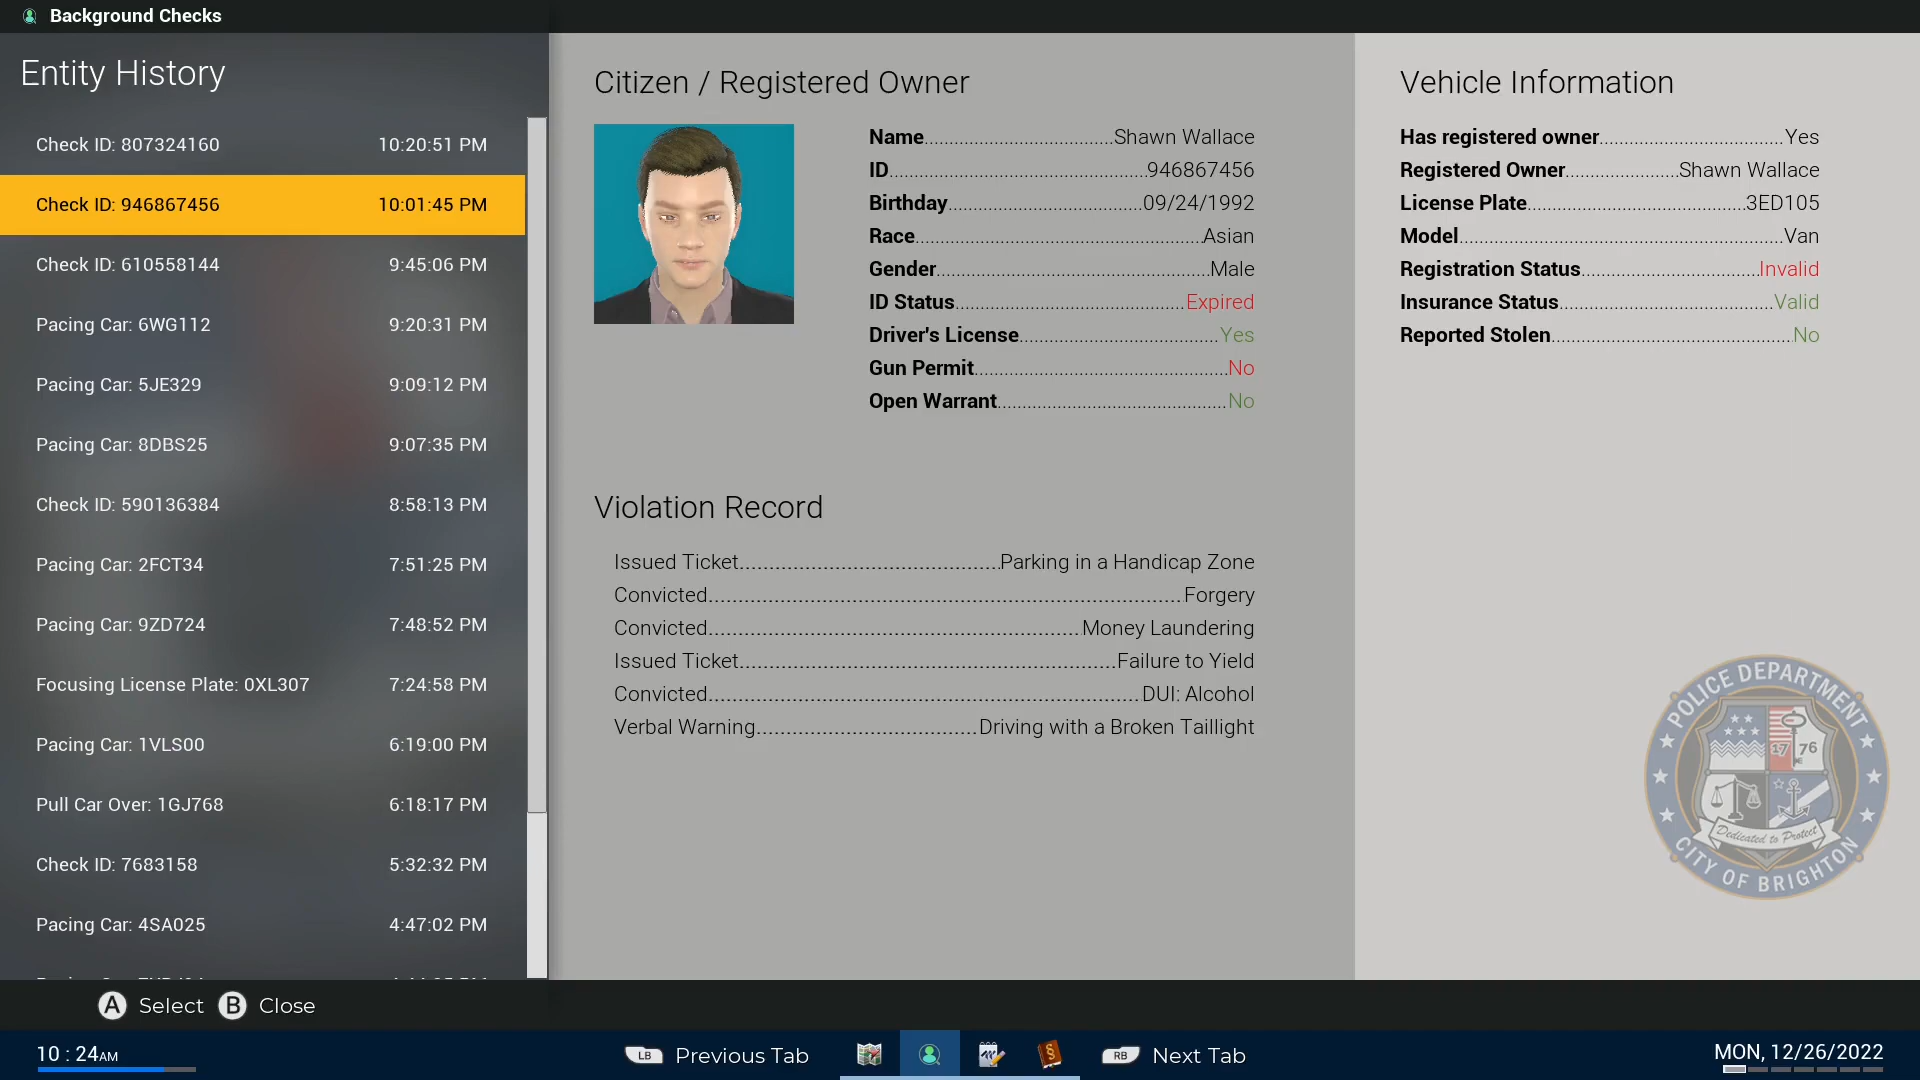 Background Checks
Entity History
Check ID: 807324160 10:20:51 PM
Check ID: 946867456 10:01:45 PM
Check ID: 610558144 9:45:06 PM
Pacing Car: 6WG112 9:20:31 PM
Pacing Car: 5JE329 9:09:12 PM
Pacing Car: 8DBS25 9:07:35 PM
Check ID: 590136384 8:58:13 PM
Pacing Car: 2FCT34 7:51:25 PM
Pacing Car: 9ZD724 7:48:52 PM
Focusing License Plate: 0XL307 7:24:58 PM
Pacing Car: 1VLS00 6:19:00 PM
Pull Car Over: 1GJ768 6:18:17 PM
Check ID: 7683158 5:32:32 PM
Pacing Car: 4SA025 4:47:02 PM
Citizen / Registered Owner
Name Shawn Wallace
ID 946867456
Birthday 09/24/1992
Race Asian
Gender Male
ID Status Expired
Driver's License Yes
Gun Permit No
Open Warrant No
Violation Record
Issued Ticket Parking in a Handicap Zone
Convicted Forgery
Convicted Money Laundering
Issued Ticket Failure to Yield
Convicted DUI: Alcohol
Verbal Warning Driving with a Broken Taillight
Vehicle Information
Has registered owner Yes
Registered Owner Shawn Wallace
License Plate 3ED105
Model Van
Registration Status Invalid
Insurance Status Valid
Reported Stolen No
POLICE DEPARTMENT
17 76
Dedicated to Protect
CITY OF BRIGHTON
A Select B Close
10 : 24AM
LB Previous Tab
§
RB Next Tab
MON, 12/26/2022